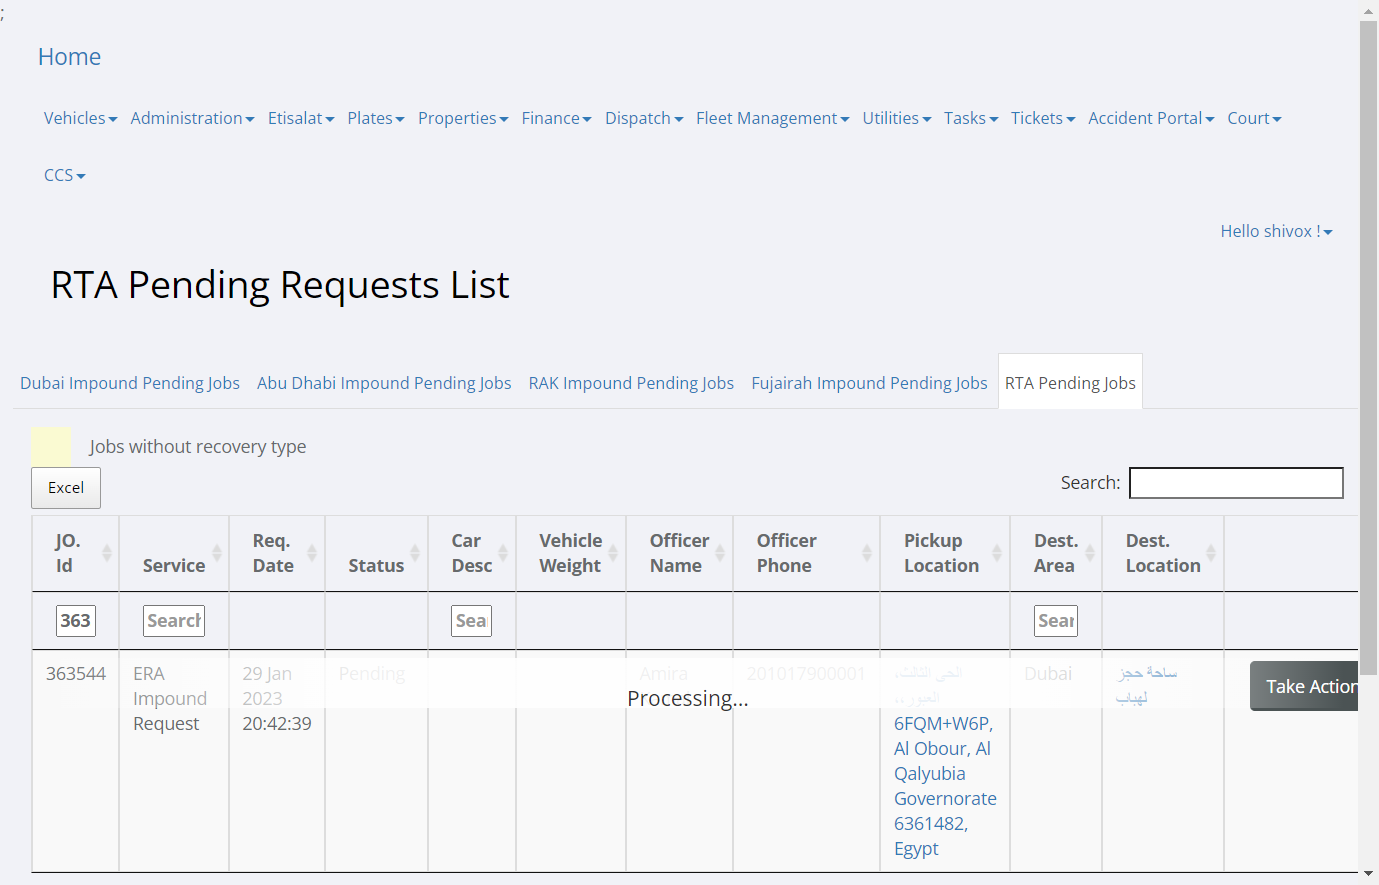 ;
Home
Vehicles Administration Etisalat Plates Properties Finance Dispatch Fleet Management Utilities Tasks Tickets Accident Portal Court
CCS
Hello shivox !
RTA Pending Requests List
Dubai Impound Pending Jobs Abu Dhabi Impound Pending Jobs RAK Impound Pending Jobs Fujairah Impound Pending Jobs RTA Pending Jobs
Jobs without recovery type
Excel
Search:
JO. Id
Service
Req. Date
Status
Car Desc
Vehicle Weight
Officer Name
Officer Phone
Pickup Location
Dest. Area
Dest. Location
363
Search
Sear
Sear
363544
ERA
Impound
Request
29 Jan
2023
20:42:39
Pending
Amira
201017900001
الحى الثالث،
العبور،،
6FQM+W6P,
Al Obour, Al
Qalyubia
Governorate
6361482,
Egypt
Dubai
ساحة حجز
لهباب
Take Action
Processing...